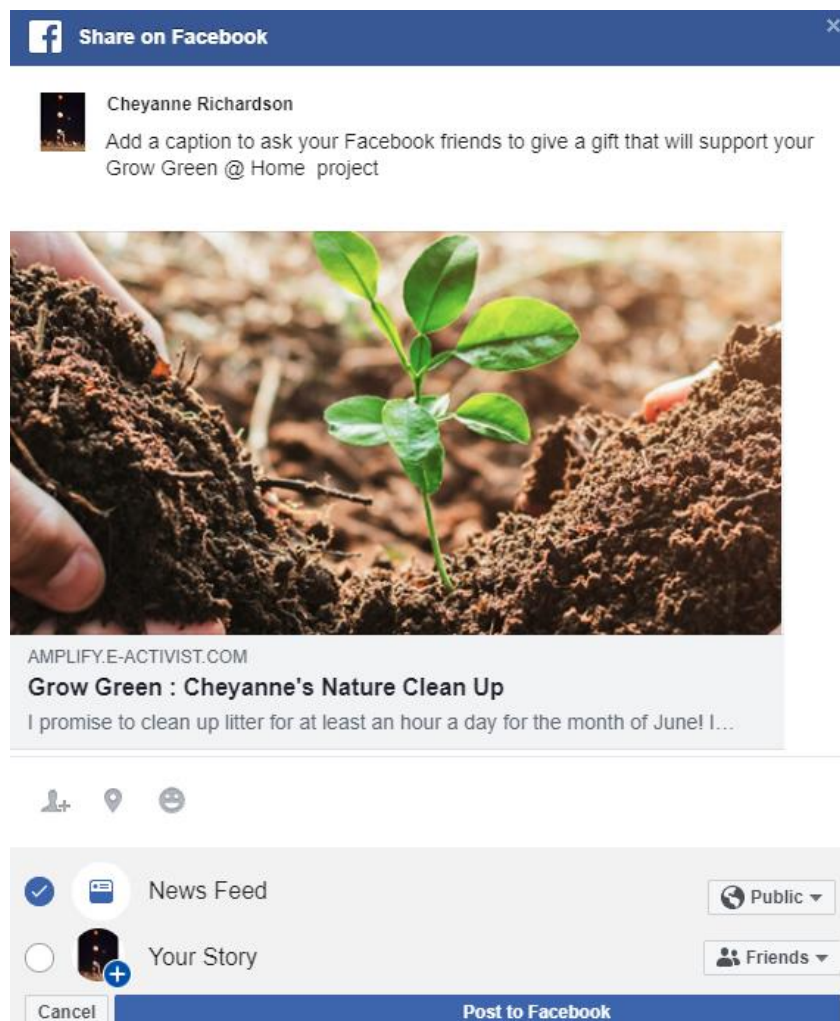 Share on Facebook
Cheyanne Richardson
Add a caption to ask your Facebook friends to give a gift that will support your
Grow Green @ Home project
AMPLIFY.E-ACTIVIST.COM
Grow Green : Cheyanne's Nature Clean Up
I promise to clean up litter for at least an hour a day for the month of June! I...
News Feed
Public
Your Story
Friends
Cancel
Post to Facebook